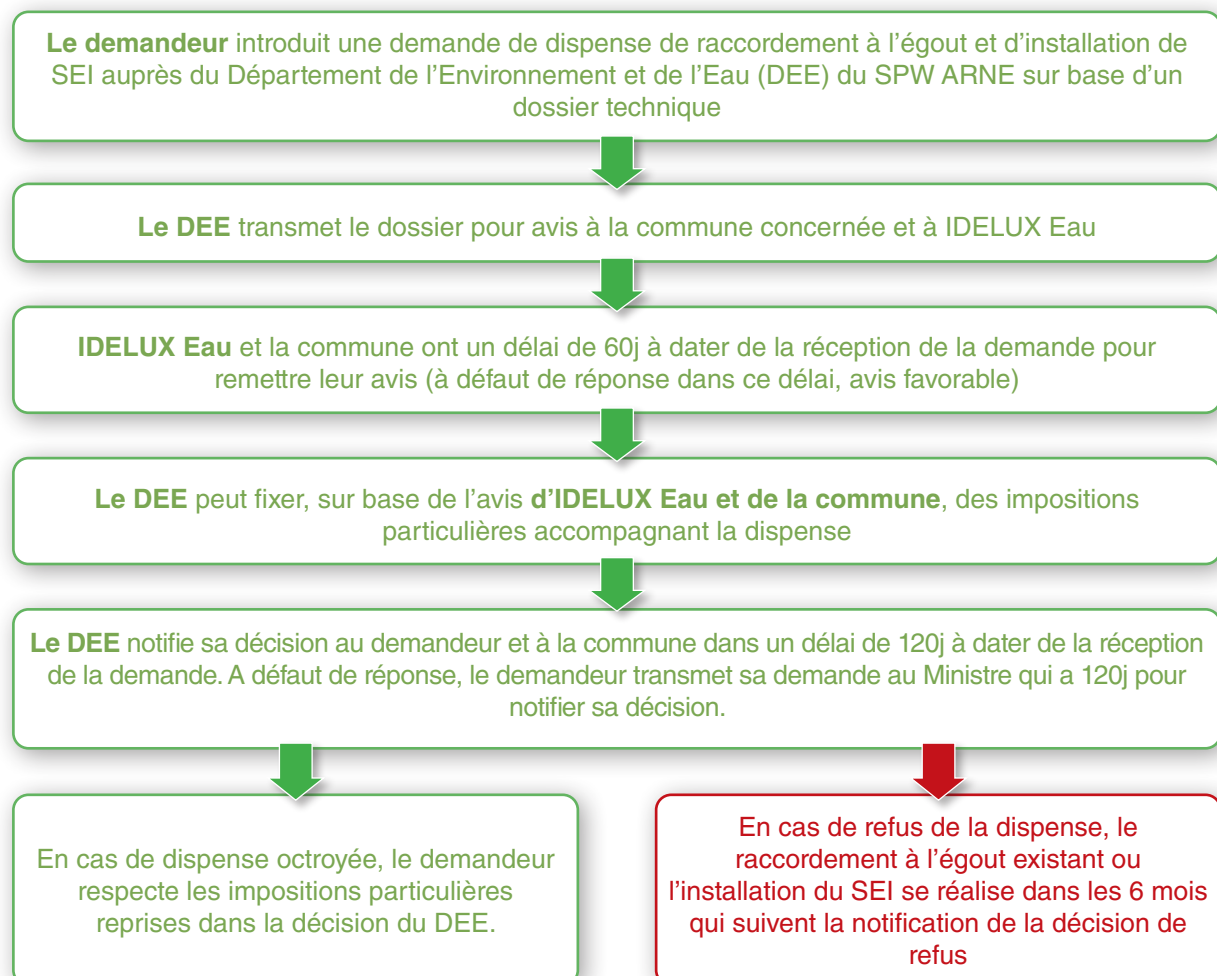 Le demandeur introduit une demande de dispense de raccordement à l’égout et d’installation de
SEI auprès du Département de l’Environnement et de l’Eau (DEE) du SPW ARNE sur base d’un
dossier technique
Le DEE transmet le dossier pour avis à la commune concernée et à IDELUX Eau
IDELUX Eau et la commune ont un délai de 60j à dater de la réception de la demande pour
remettre leur avis (à défaut de réponse dans ce délai, avis favorable)
Le DEE peut fixer, sur base de l’avis d’IDELUX Eau et de la commune, des impositions
particulières accompagnant la dispense
Le DEE notifie sa décision au demandeur et à la commune dans un délai de 120j à dater de la réception
de la demande. A défaut de réponse, le demandeur transmet sa demande au Ministre qui a 120j pour
notifier sa décision.
En cas de dispense octroyée, le demandeur
respecte les impositions particulières
reprises dans la décision du DEE.
En cas de refus de la dispense, le
raccordement à l’égout existant ou
l’installation du SEI se réalise dans les 6 mois
qui suivent la notification de la décision de
refus